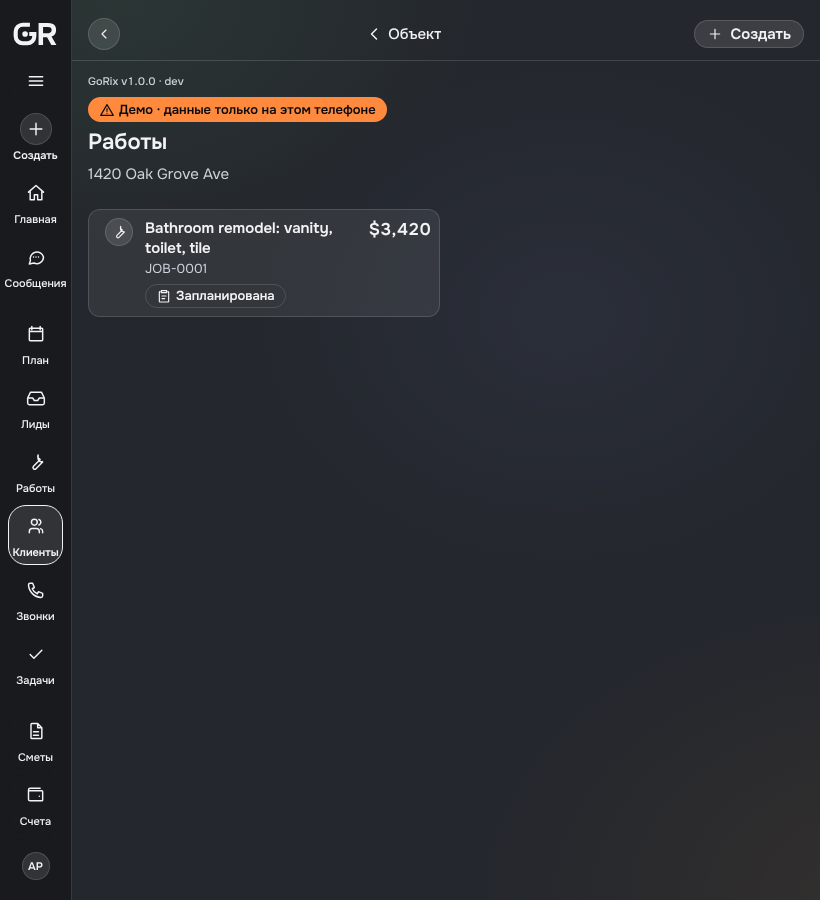 GR
Объект
Создать
GoRix v1.0.0 · dev
Демо · данные только на этом телефоне
Работы
1420 Oak Grove Ave
Bathroom remodel: vanity,
toilet, tile
$3,420
JOB-0001
Запланирована
Создать
Главная
Сообщения
План
Лиды
Работы
Клиенты
Звонки
Задачи
Сметы
Счета
AP